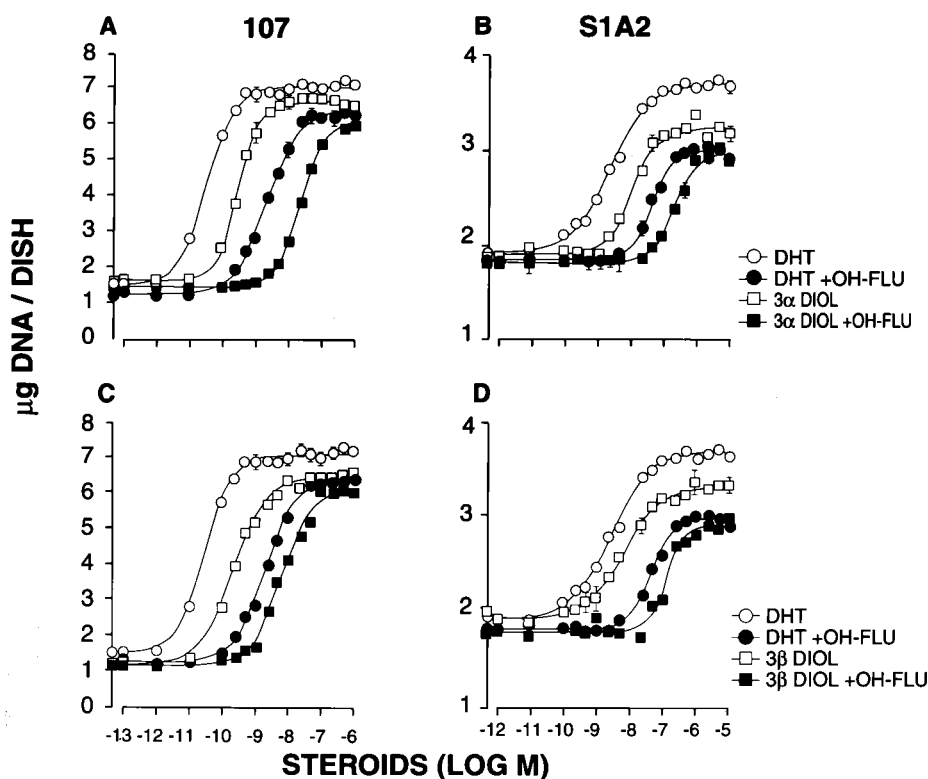 A
107
B
S1A2
8
7
6
5
4
3
2
1
0
4
3
2
1
DHT
DHT +OH-FLU
3α DIOL
3α DIOL +OH-FLU
µg DNA / DISH
C
D
8
7
6
5
4
3
2
1
0
4
3
2
1
DHT
DHT +OH-FLU
3β DIOL
3β DIOL +OH-FLU
-13 -12 -11 -10 -9 -8 -7 -6
-12 -11 -10 -9 -8 -7 -6 -5
STEROIDS (LOG M)